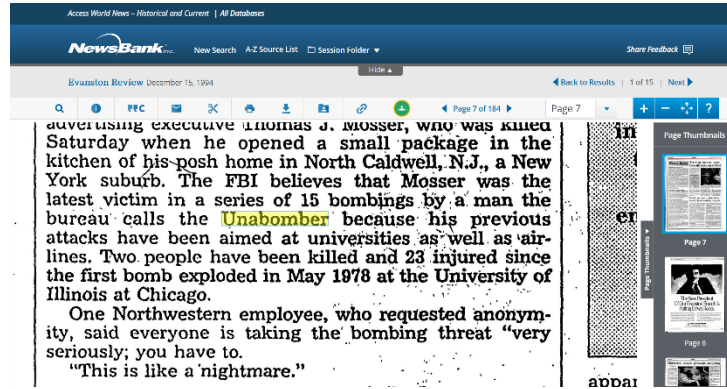 Access World News – Historical and Current | All Databases
NewsBank inc. New Search A-Z Source List Session Folder Share Feedback
Hide
Evanston Review December 15, 1994 Back to Results | 1 of 15 | Next
Page 7 of 184 Page 7 + − ?
advertising executive Thomas J. Mosser, who was killed
Saturday when he opened a small package in the
kitchen of his posh home in North Caldwell, N.J., a New
York suburb. The FBI believes that Mosser was the
latest victim in a series of 15 bombings by a man the
bureau calls the Unabomber because his previous
attacks have been aimed at universities as well as air-
lines. Two people have been killed and 23 injured since
the first bomb exploded in May 1978 at the University of
Illinois at Chicago.
One Northwestern employee, who requested anonym-
ity, said everyone is taking the bombing threat "very
seriously; you have to.
"This is like a nightmare."
in
en
appar
Page Thumbnails
Page Thumbnails
Page 7
Page 8